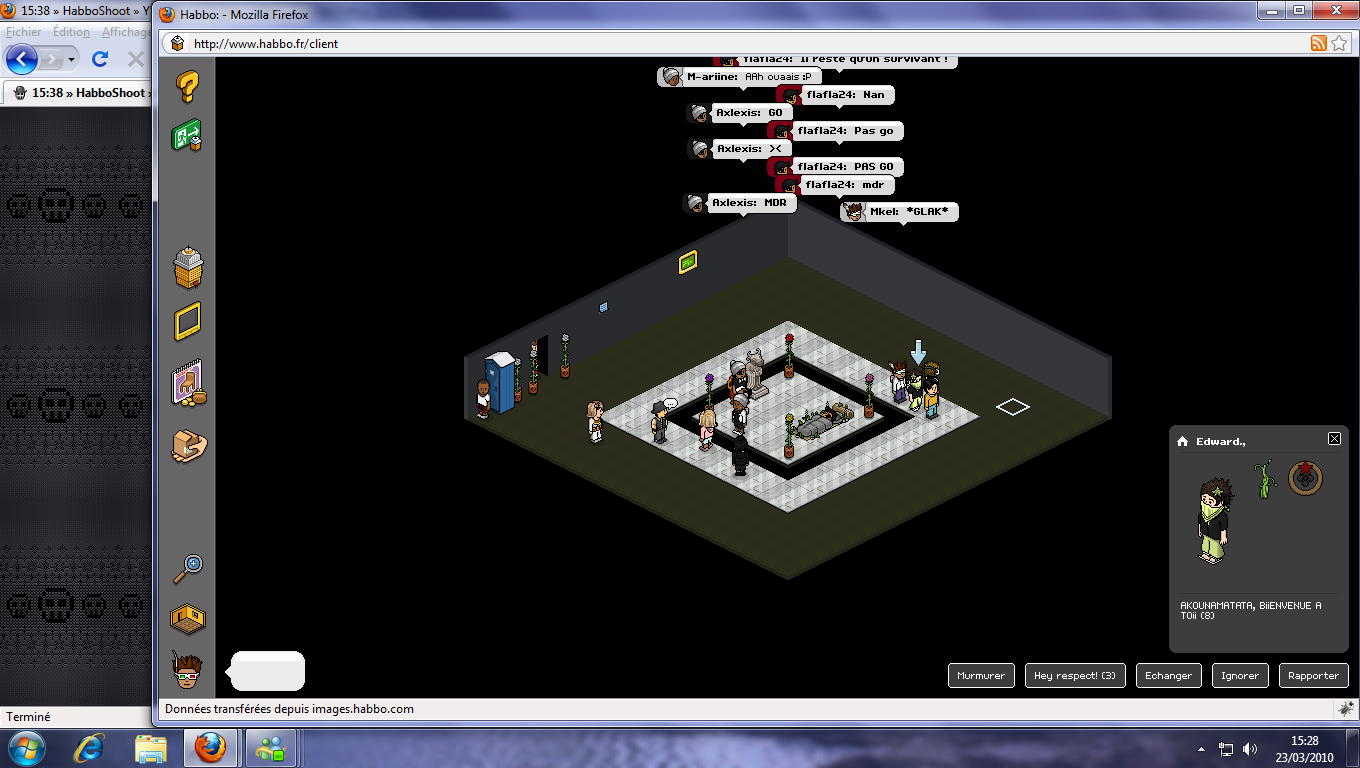 15:38 » HabboShoot » Y
Habbo: - Mozilla Firefox
Fichier Édition Affichage
http://www.habbo.fr/client
15:38 » HabboShoot »
flafla24: Il reste qu'un survivant !
M-ariine: AAh ouais :P
flafla24: Nan
Axlexis: GO
flafla24: Pas go
Axlexis: ><
flafla24: PAS GO
flafla24: mdr
Axlexis: MDR
Mkel: *GLAK*
...
Edward.,
AKOUNAMATATA, BiiENVENUE A
TOii (8)
Murmurer Hey respect! (3) Echanger Ignorer Rapporter
Données transférées depuis images.habbo.com
Terminé
15:28
23/03/2010